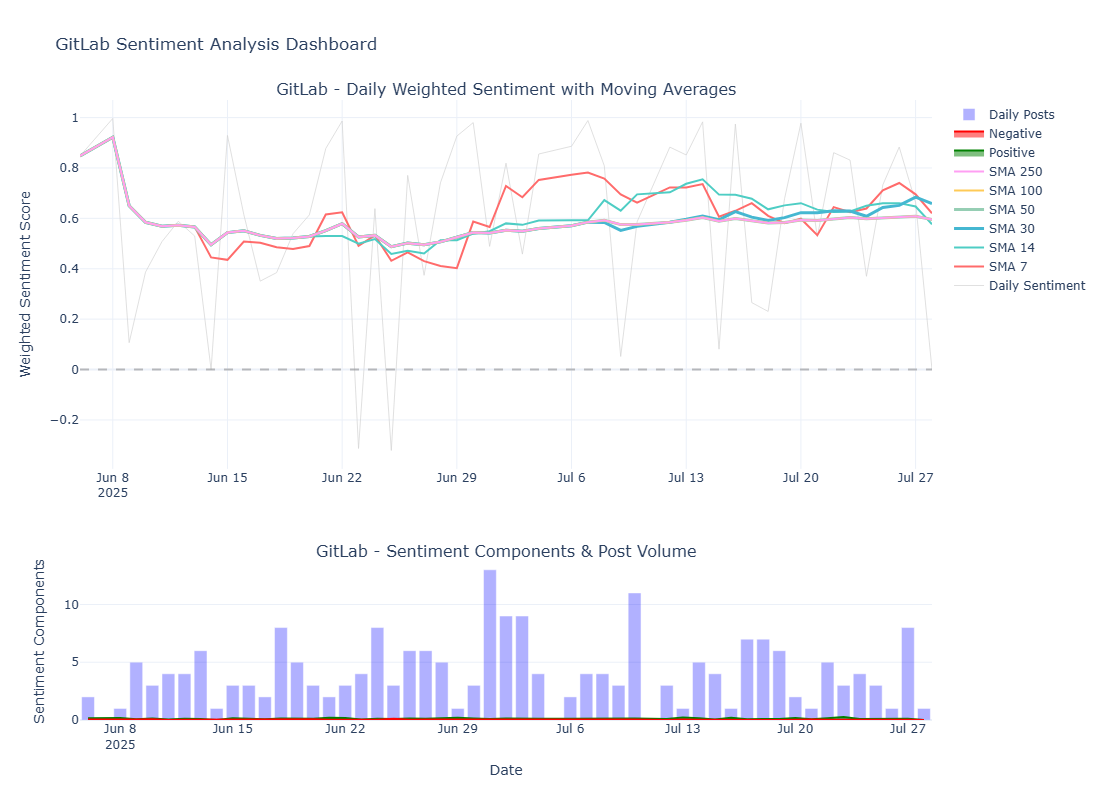 GitLab Sentiment Analysis Dashboard
GitLab - Daily Weighted Sentiment with Moving Averages
Weighted Sentiment Score
1
0.8
0.6
0.4
0.2
0
−0.2
Jun 8
2025
Jun 15
Jun 22
Jun 29
Jul 6
Jul 13
Jul 20
Jul 27
Daily Posts
Negative
Positive
SMA 250
SMA 100
SMA 50
SMA 30
SMA 14
SMA 7
Daily Sentiment
GitLab - Sentiment Components & Post Volume
Sentiment Components
10
5
0
Jun 8
2025
Jun 15
Jun 22
Jun 29
Jul 6
Jul 13
Jul 20
Jul 27
Date